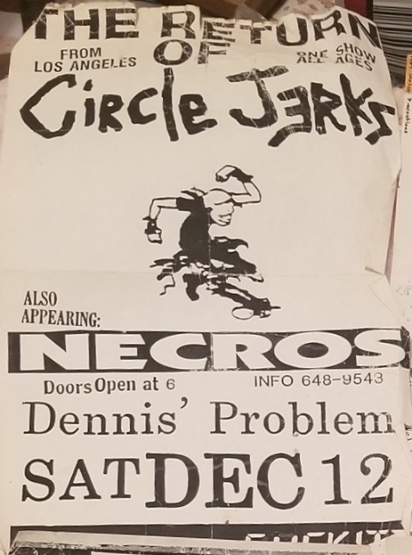 THE RETURN
OF
FROM
LOS ANGELES
ONE SHOW
ALL AGES
CIRCLE JERKS
ALSO
APPEARING:
NECROS
Doors Open at 6
INFO 648-9543
Dennis' Problem
SAT DEC 12